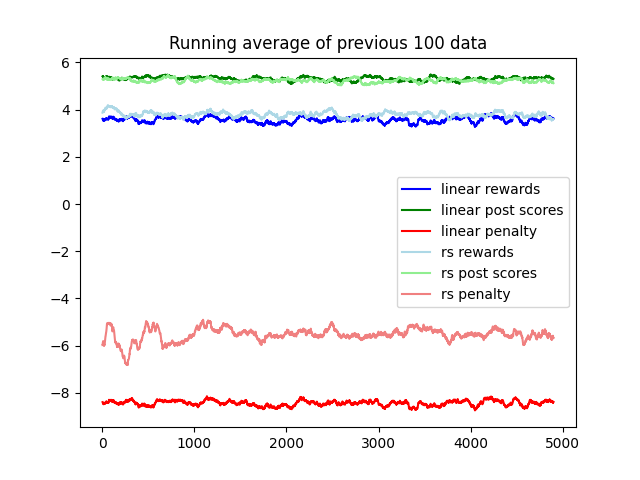 Running average of previous 100 data
6
4
2
0
−2
−4
−6
−8
linear rewards
linear post scores
linear penalty
rs rewards
rs post scores
rs penalty
0 1000 2000 3000 4000 5000